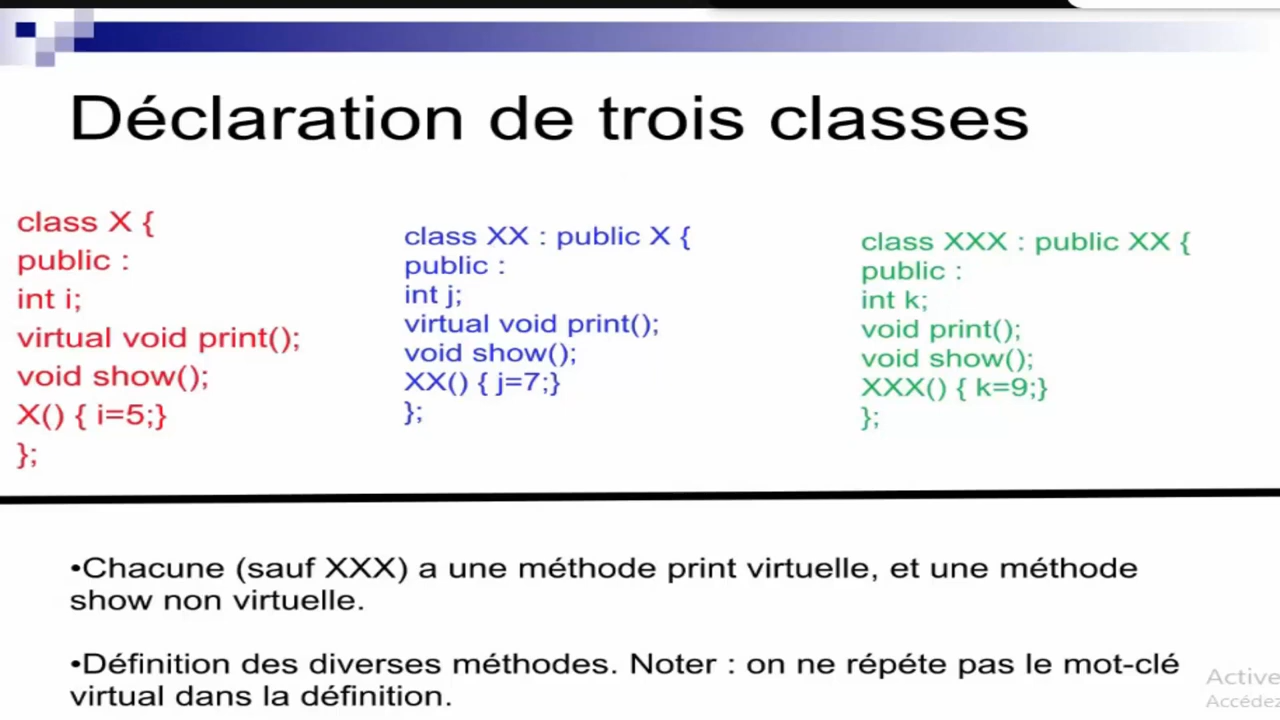 Déclaration de trois classes
class X {
public :
int i;
virtual void print();
void show();
X() { i=5;}
};
class XX : public X {
public :
int j;
virtual void print();
void show();
XX() { j=7;}
};
class XXX : public XX {
public :
int k;
void print();
void show();
XXX() { k=9;}
};
•Chacune (sauf XXX) a une méthode print virtuelle, et une méthode
show non virtuelle.
•Définition des diverses méthodes. Noter : on ne répéte pas le mot-clé
virtual dans la définition.
Active
Accédez